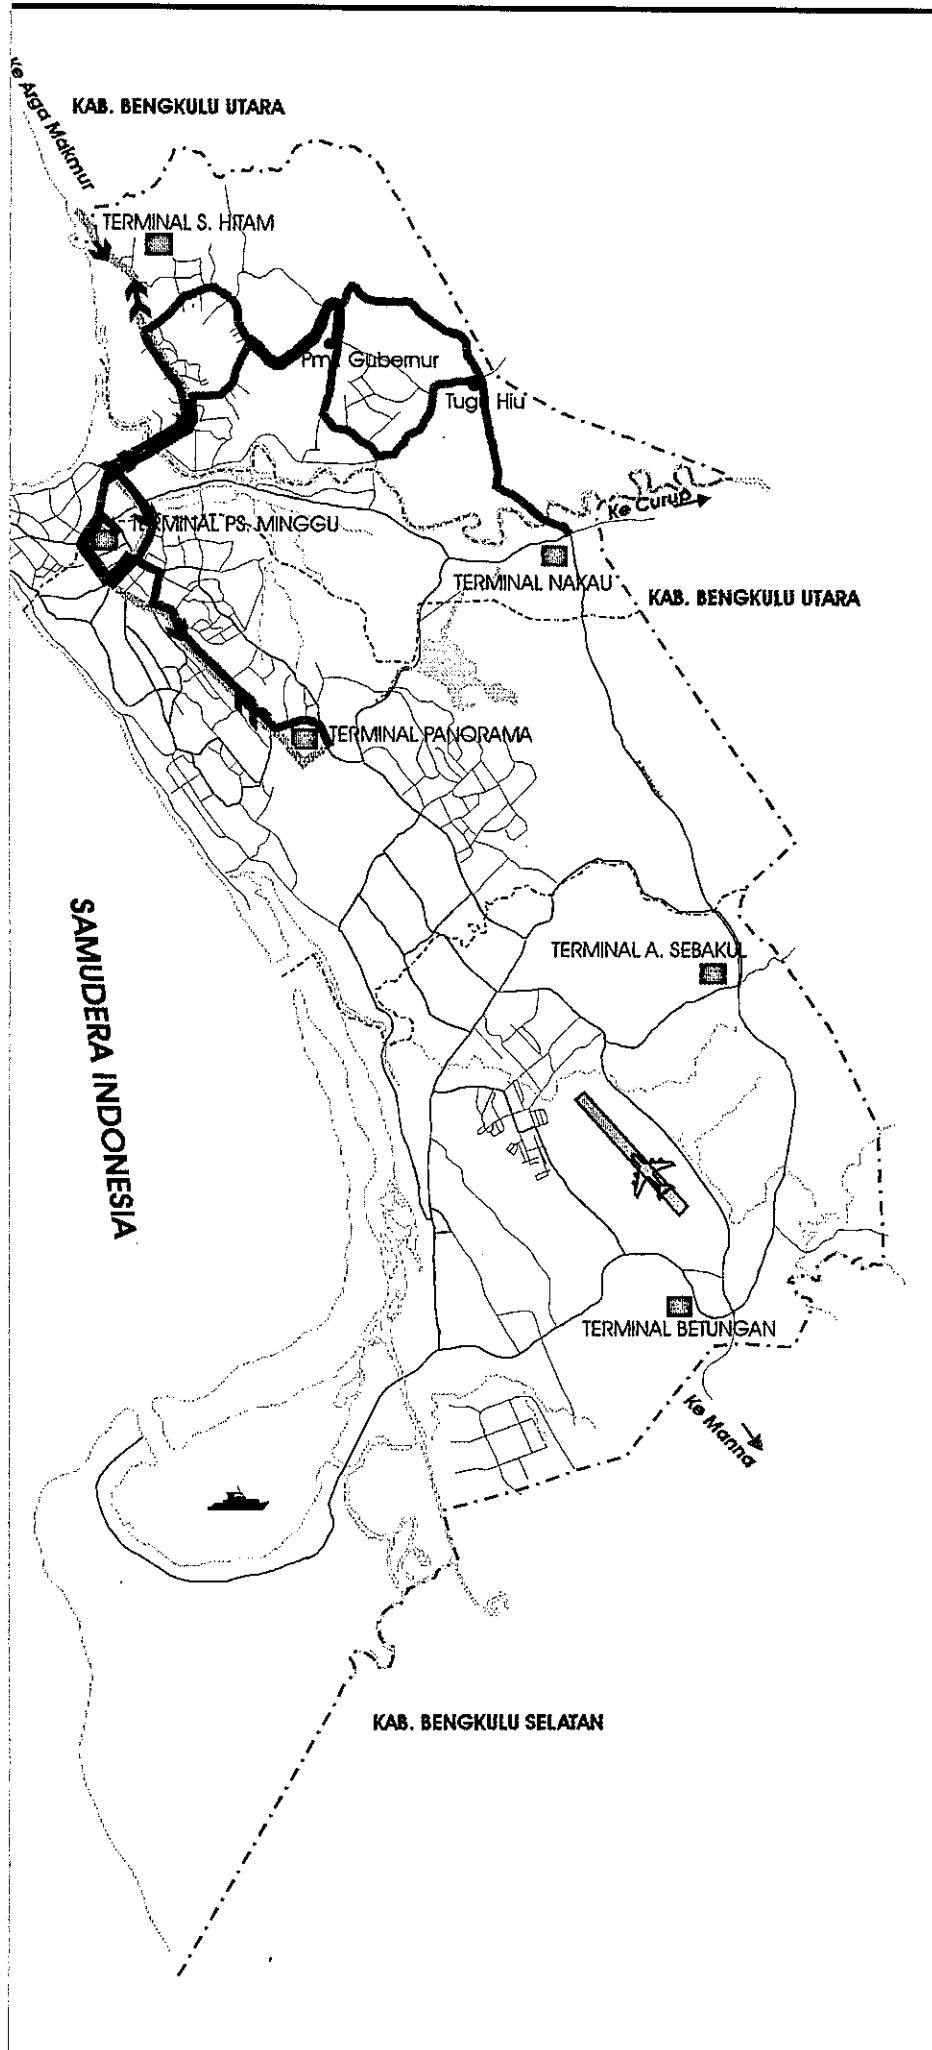 Ke Arga Makmur
KAB. BENGKULU UTARA
TERMINAL S. HITAM
Gubernur
Tugu Hiu
Ke Curup
TERMINAL PS. MINGGU
TERMINAL NAKAU
KAB. BENGKULU UTARA
TERMINAL PANORAMA
SAMUDERA INDONESIA
TERMINAL A. SEBAKUL
TERMINAL BETUNGAN
Ke Manna
KAB. BENGKULU SELATAN